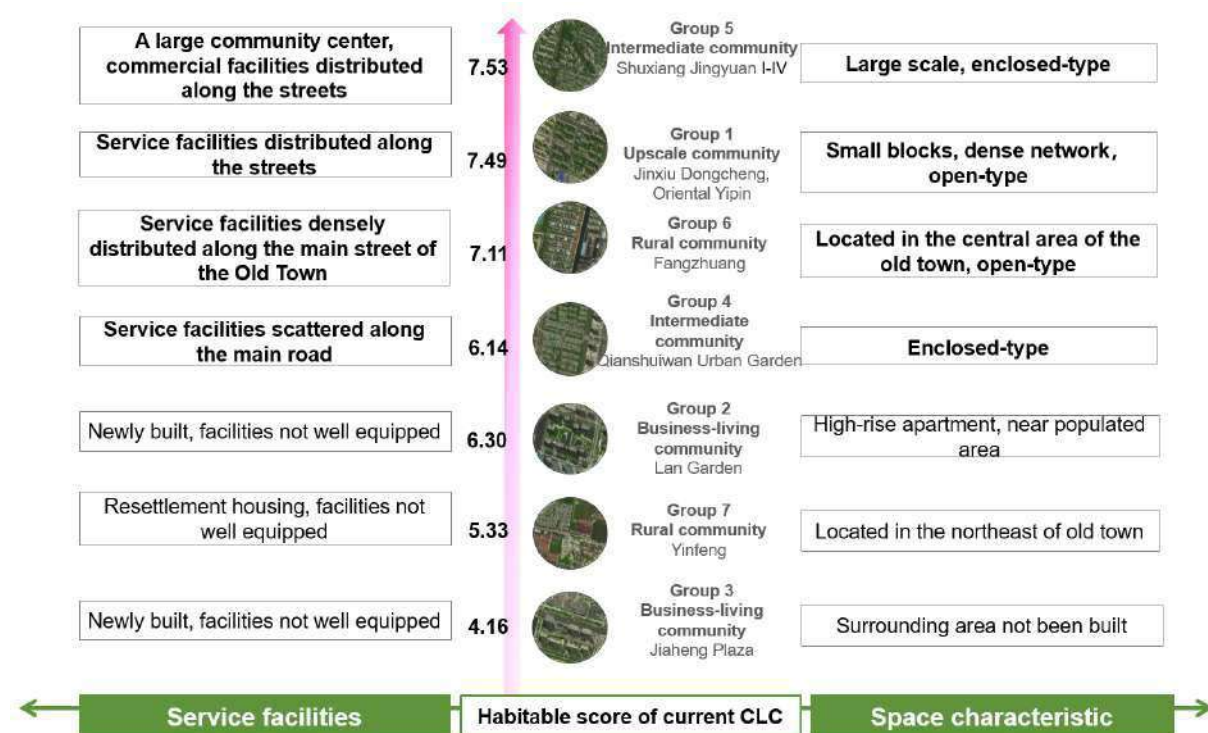 A large community center,
commercial facilities distributed
along the streets
7.53
Group 5
Intermediate community
Shuxiang Jingyuan I-IV
Large scale, enclosed-type
Service facilities distributed along
the streets
7.49
Group 1
Upscale community
Jinxiu Dongcheng,
Oriental Yipin
Small blocks, dense network,
open-type
Service facilities densely
distributed along the main street of
the Old Town
7.11
Group 6
Rural community
Fangzhuang
Located in the central area of the
old town, open-type
Service facilities scattered along
the main road
6.14
Group 4
Intermediate
community
Qianshuiwan Urban Garden
Enclosed-type
Newly built, facilities not well equipped
6.30
Group 2
Business-living
community
Lan Garden
High-rise apartment, near populated
area
Resettlement housing, facilities not
well equipped
5.33
Group 7
Rural community
Yinfeng
Located in the northeast of old town
Newly built, facilities not well equipped
4.16
Group 3
Business-living
community
Jiaheng Plaza
Surrounding area not been built
Service facilities
Habitable score of current CLC
Space characteristic